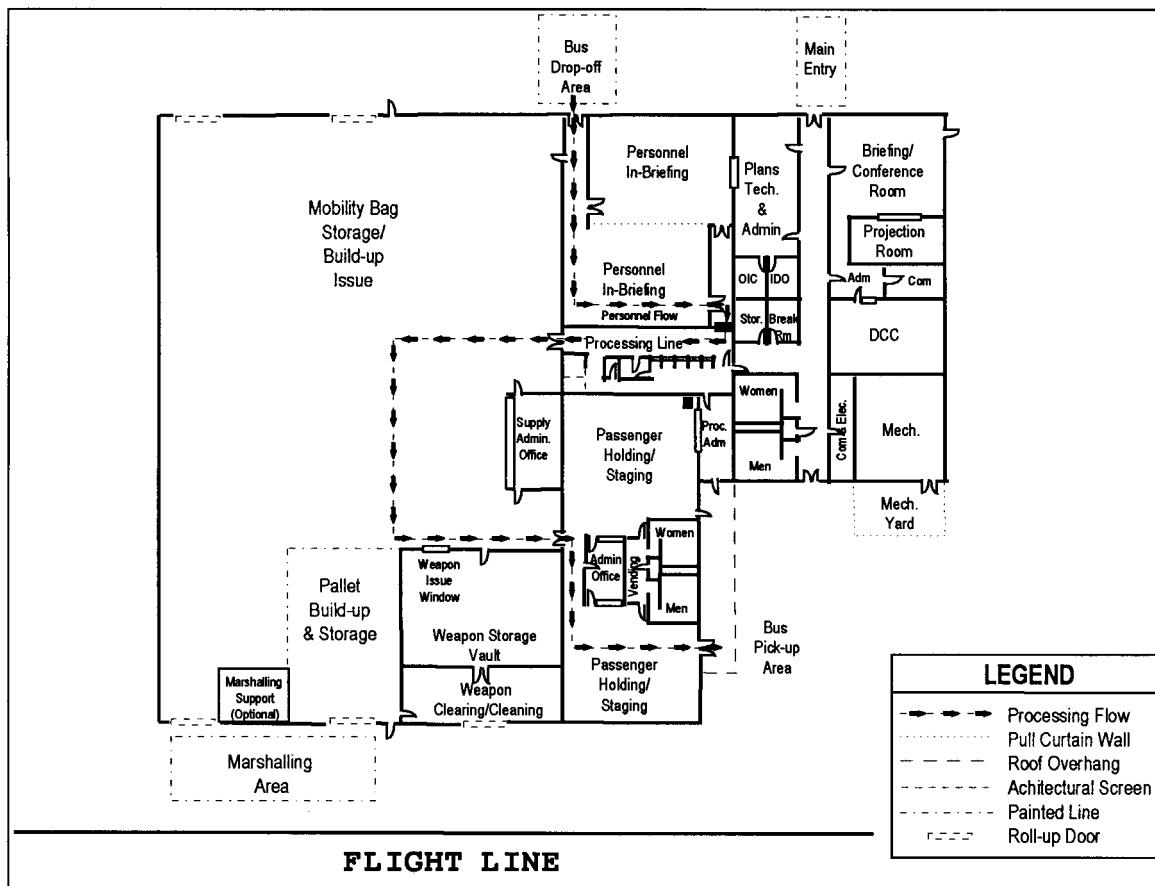 Bus
Drop-off
Area
Main
Entry
Personnel
In-Briefing
Plans
Tech.
&
Admin
Briefing/
Conference
Room
Mobility Bag
Storage/
Build-up
Issue
Projection
Room
Personnel
In-Briefing
OIC
IDO
Adm
Com
Personnel Flow
Stor.
Break
Rm
DCC
Processing Line
Women
Supply
Admin.
Office
Passenger
Holding/
Staging
Proc.
Adm
Com & Elec.
Mech.
Men
Mech.
Yard
Women
Admin
Office
Vending
Men
Weapon
Issue
Window
Pallet
Build-up
& Storage
Weapon Storage
Vault
Bus
Pick-up
Area
Passenger
Holding/
Staging
Weapon
Clearing/Cleaning
Marshalling
Support
(Optional)
Marshalling
Area
LEGEND
Processing Flow
Pull Curtain Wall
Roof Overhang
Achitectural Screen
Painted Line
Roll-up Door
FLIGHT LINE